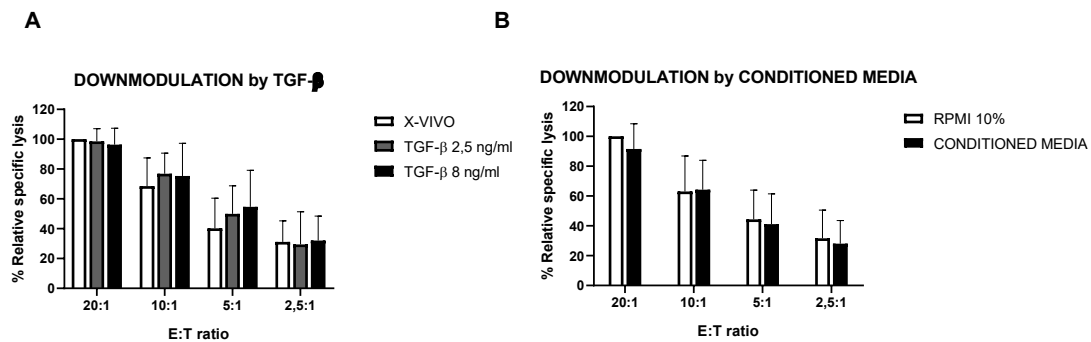 A
DOWNMODULATION by TGF-β
120
100
80
60
40
20
0
% Relative specific lysis
20:1
10:1
5:1
2,5:1
E:T ratio
X-VIVO
TGF-β 2,5 ng/ml
TGF-β 8 ng/ml
B
DOWNMODULATION by CONDITIONED MEDIA
120
100
80
60
40
20
0
% Relative specific lysis
20:1
10:1
5:1
2,5:1
E:T ratio
RPMI 10%
CONDITIONED MEDIA